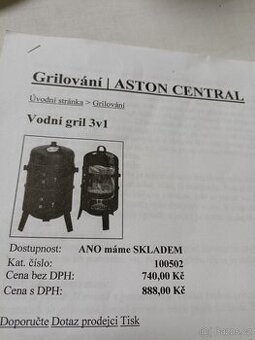 Grilování | ASTON CENTRAL
Úvodní stránka > Grilování
Vodní gril 3v1
Dostupnost: ANO máme SKLADEM
Kat. číslo: 100502
Cena bez DPH: 740,00 Kč
Cena s DPH: 888,00 Kč
Doporučte Dotaz prodejci Tisk